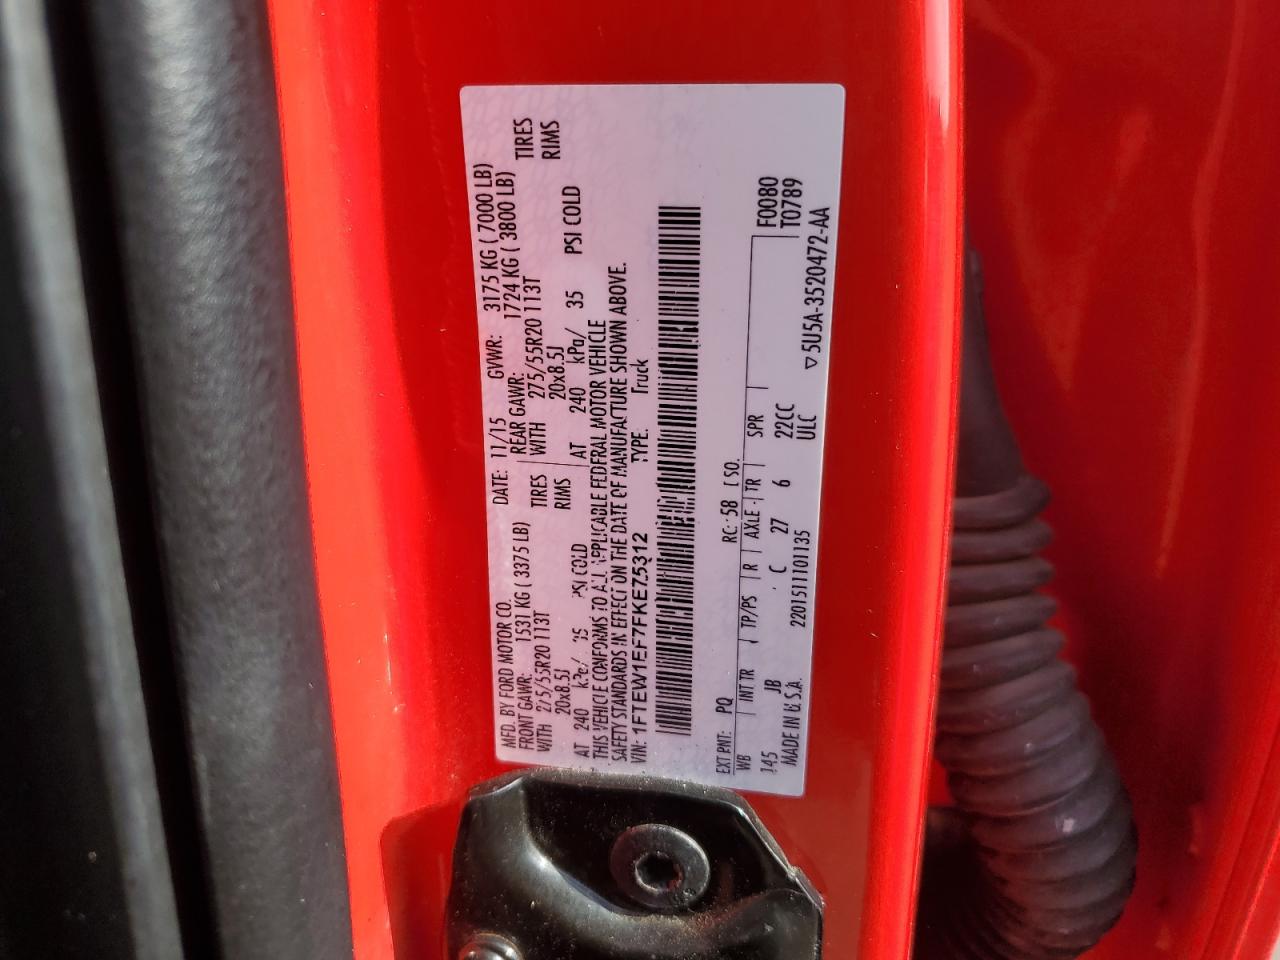 MFD. BY FORD MOTOR CO.
DATE: 11/15 GVWR: 3175 KG ( 7000 LB)
FRONT GAWR: 1531 KG ( 3375 LB)
REAR GAWR: 1724 KG ( 3800 LB)
WITH 275/55R20 113T TIRES
WITH 275/55R20 113T TIRES
20x8.5J RIMS
20x8.5J RIMS
AT 240 kPa/ 35 PSI COLD
AT 240 kPa/ 35 PSI COLD
THIS VEHICLE CONFORMS TO ALL APPLICABLE FEDERAL MOTOR VEHICLE
SAFETY STANDARDS IN EFFECT ON THE DATE OF MANUFACTURE SHOWN ABOVE.
VIN: 1FTEW1EF7FKE75312 TYPE: Truck
EXT PNT: PQ RC: 58 DSO: F0080
WB INT TR TP/PS R AXLE TR SPR T0789
145 JB C 27 6 22CC
MADE IN U.S.A. 2201511101135 ULC
▽5U5A-3520472-AA